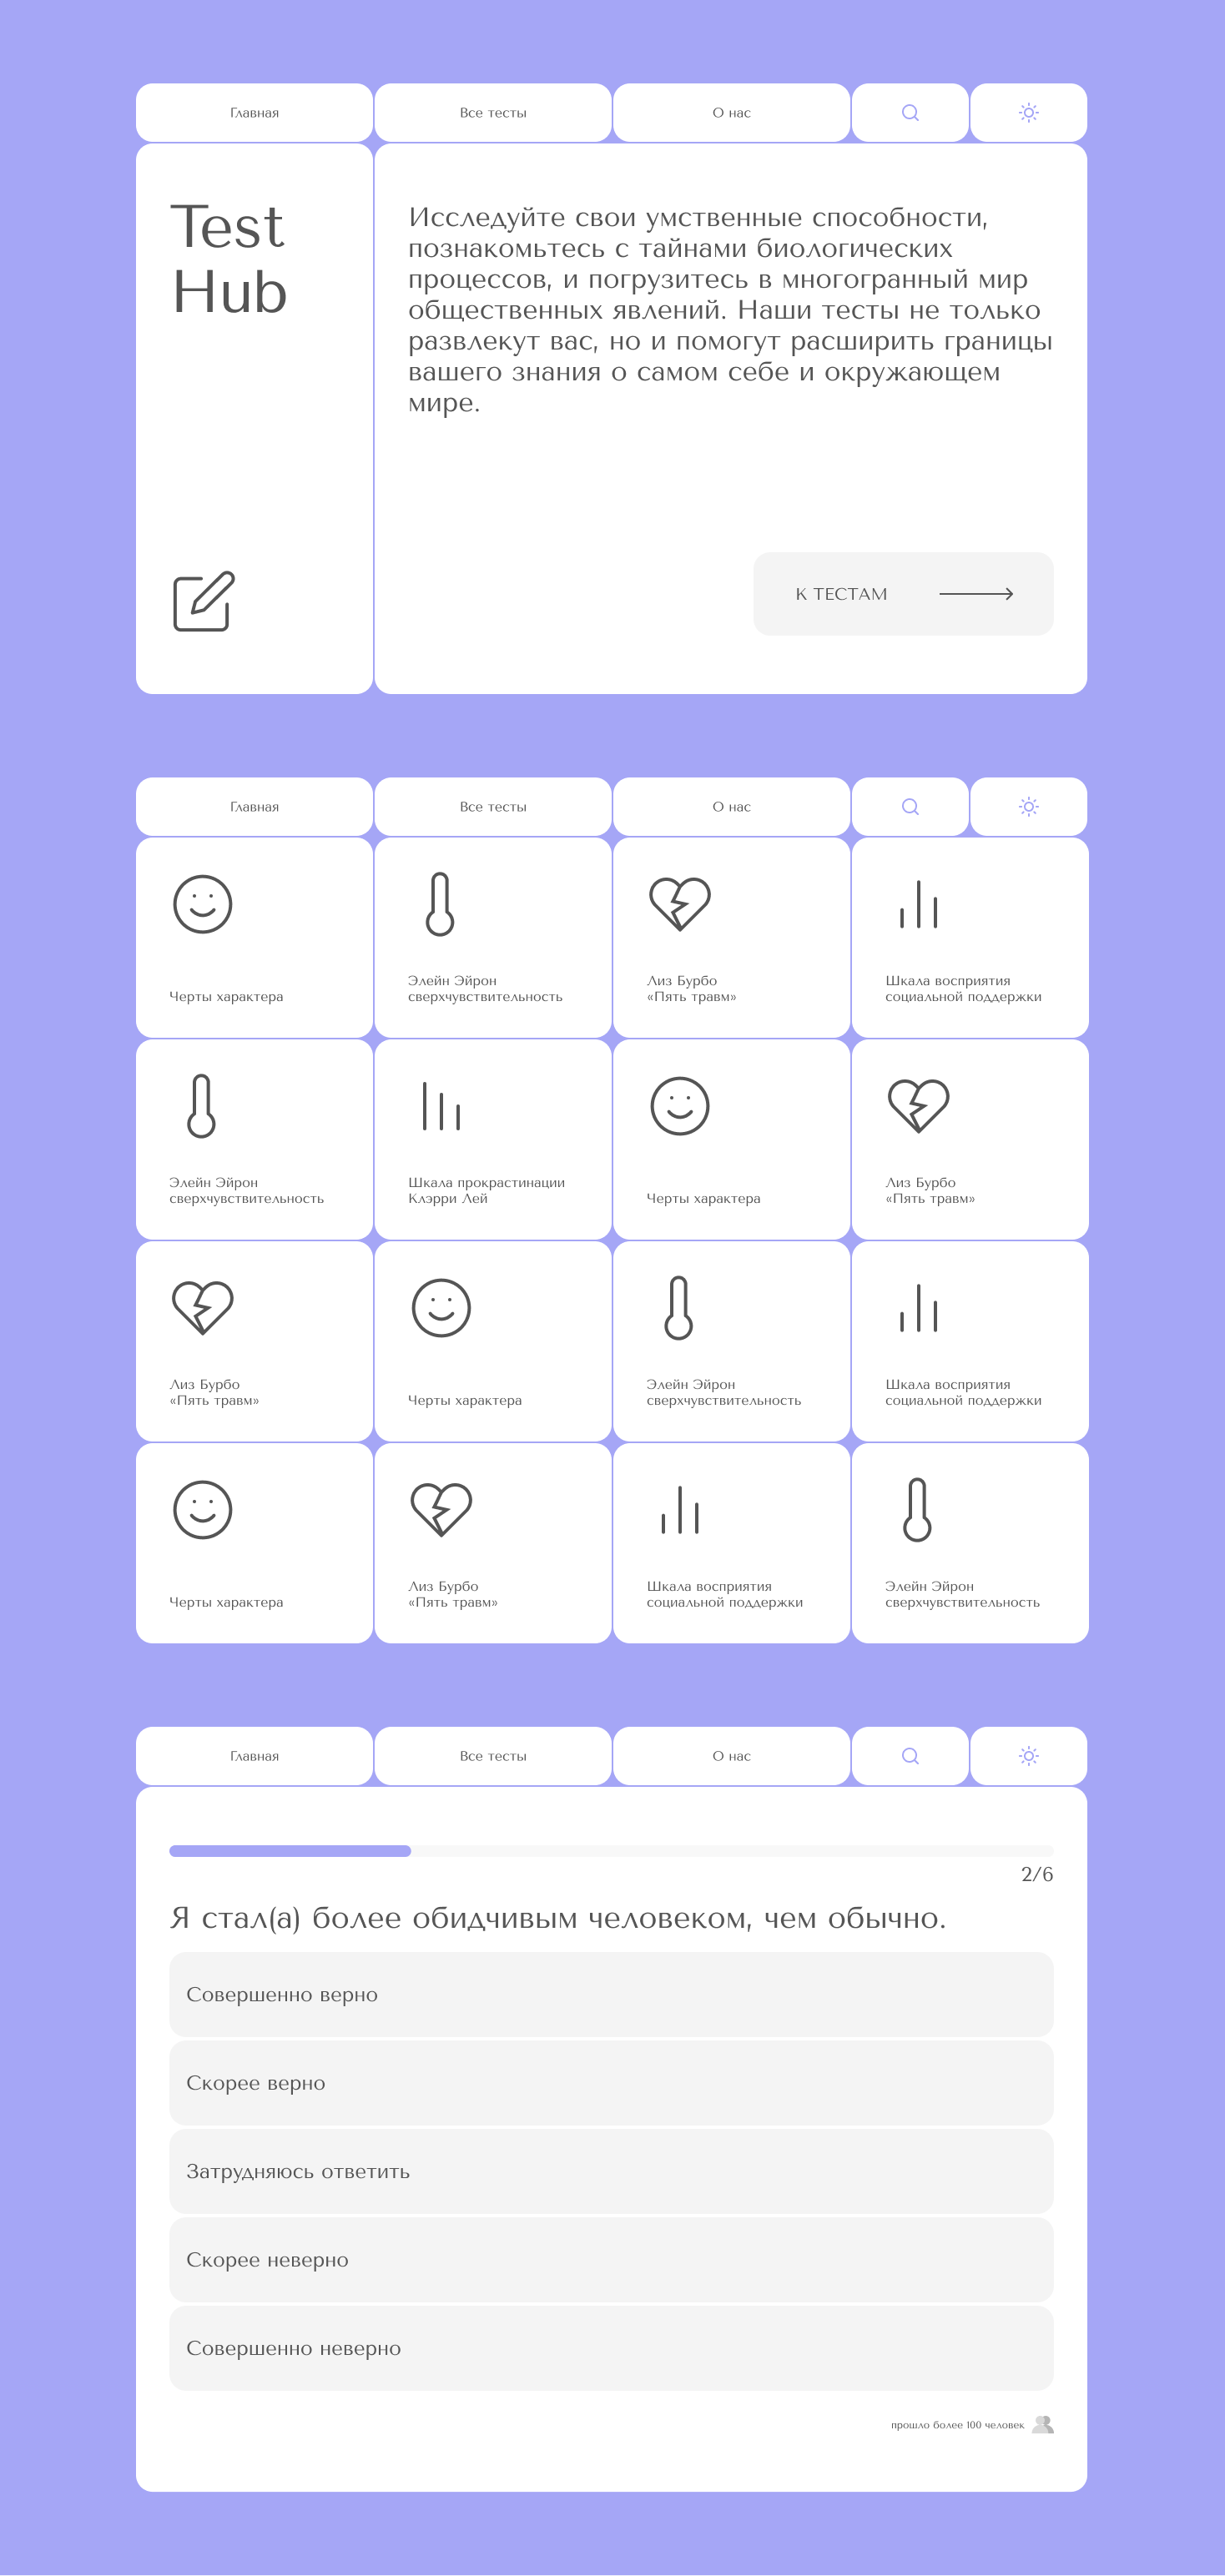 Главная
Все тесты
О нас
Test
Hub
Исследуйте свои умственные способности,
познакомьтесь с тайнами биологических
процессов, и погрузитесь в многогранный мир
общественных явлений. Наши тесты не только
развлекут вас, но и помогут расширить границы
вашего знания о самом себе и окружающем
мире.
К ТЕСТАМ
Главная
Все тесты
О нас
Черты характера
Элейн Эйрон
сверхчувствительность
Лиз Бурбо
«Пять травм»
Шкала восприятия
социальной поддержки
Элейн Эйрон
сверхчувствительность
Шкала прокрастинации
Клэрри Лей
Черты характера
Лиз Бурбо
«Пять травм»
Лиз Бурбо
«Пять травм»
Черты характера
Элейн Эйрон
сверхчувствительность
Шкала восприятия
социальной поддержки
Черты характера
Лиз Бурбо
«Пять травм»
Шкала восприятия
социальной поддержки
Элейн Эйрон
сверхчувствительность
Главная
Все тесты
О нас
2/6
Я стал(а) более обидчивым человеком, чем обычно.
Совершенно верно
Скорее верно
Затрудняюсь ответить
Скорее неверно
Совершенно неверно
прошло более 100 человек